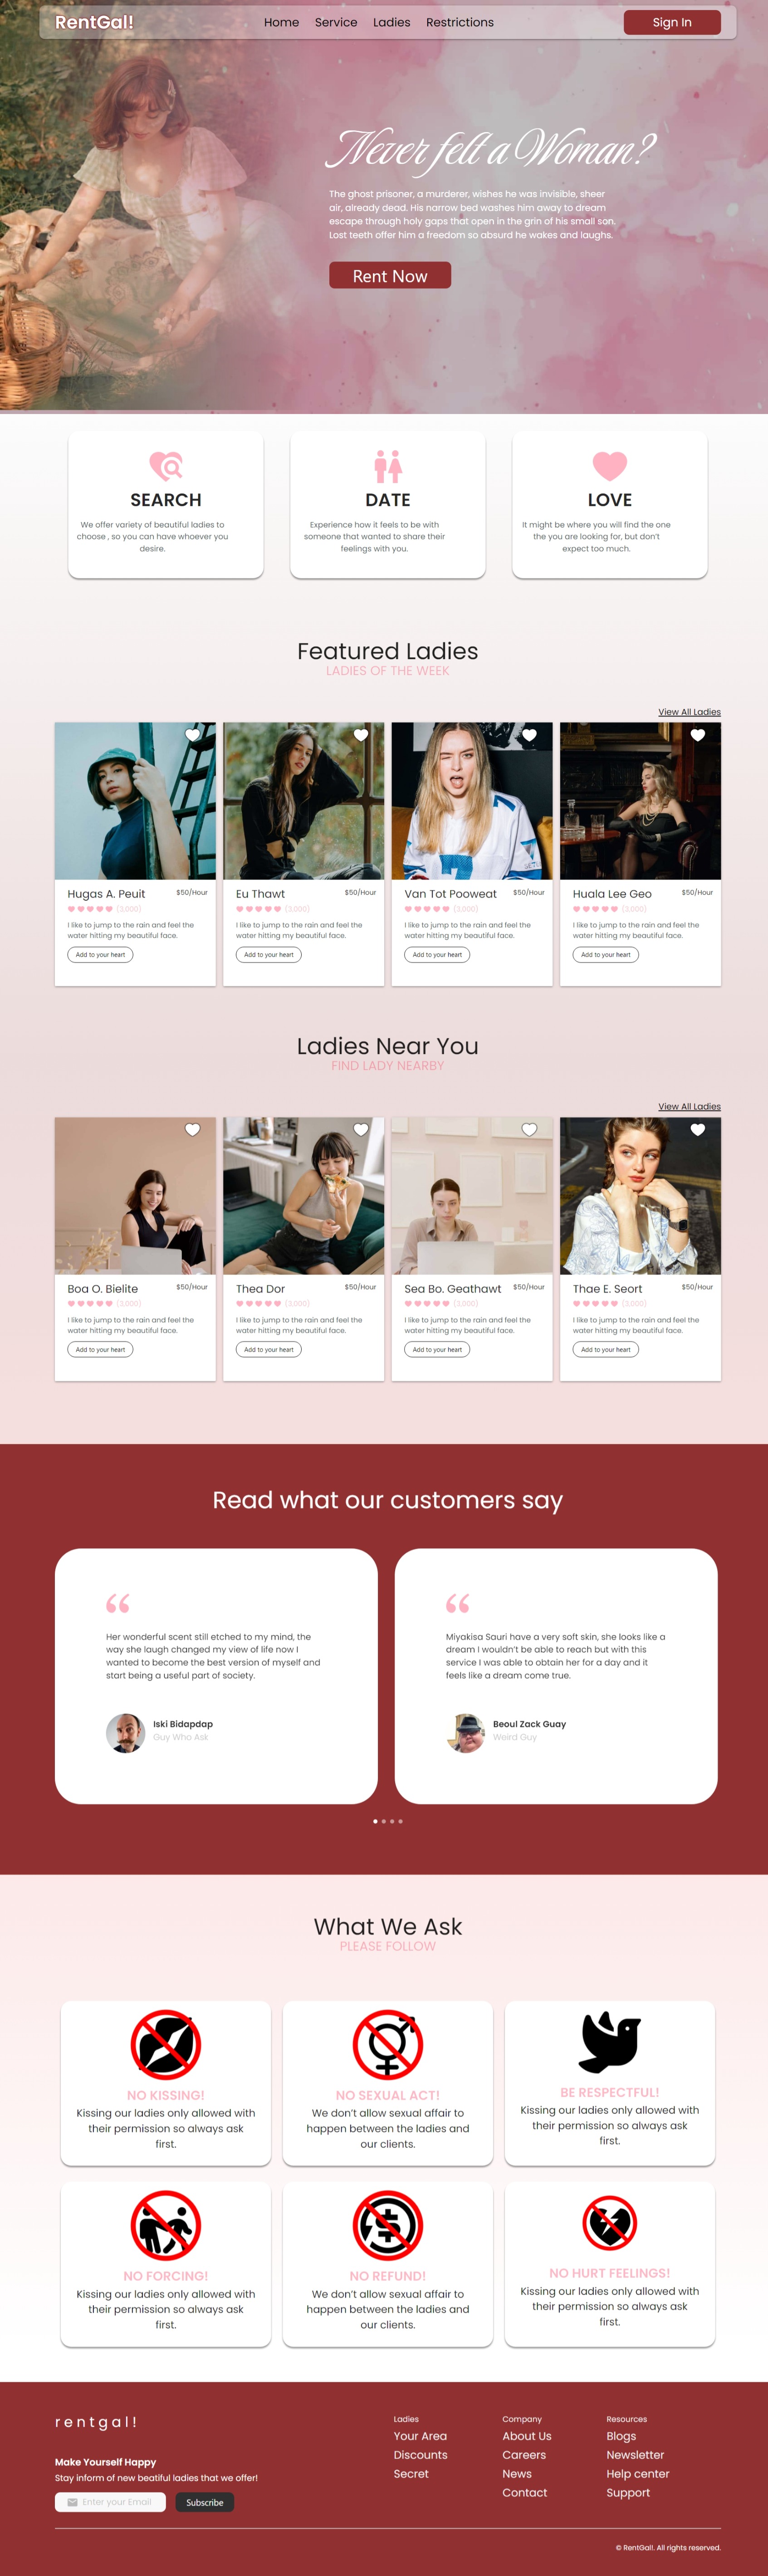 RentGal!
Home Service Ladies Restrictions
Sign In
Never felt a Woman?
The ghost prisoner, a murderer, wishes he was invisible, sheer
air, already dead. His narrow bed washes him away to dream
escape through holy gaps that open in the grin of his small son.
Lost teeth offer him a freedom so absurd he wakes and laughs.
Rent Now
SEARCH
We offer variety of beautiful ladies to
choose , so you can have whoever you
desire.
DATE
Experience how it feels to be with
someone that wanted to share their
feelings with you.
LOVE
It might be where you will find the one
the you are looking for, but don't
expect too much.
Featured Ladies
LADIES OF THE WEEK
View All Ladies
Hugas A. Peuit $50/Hour
(3,000)
I like to jump to the rain and feel the
water hitting my beautiful face.
Add to your heart
Eu Thawt $50/Hour
(3,000)
I like to jump to the rain and feel the
water hitting my beautiful face.
Add to your heart
Van Tot Pooweat $50/Hour
(3,000)
I like to jump to the rain and feel the
water hitting my beautiful face.
Add to your heart
Huala Lee Geo $50/Hour
(3,000)
I like to jump to the rain and feel the
water hitting my beautiful face.
Add to your heart
Ladies Near You
FIND LADY NEARBY
View All Ladies
Boa O. Bielite $50/Hour
(3,000)
I like to jump to the rain and feel the
water hitting my beautiful face.
Add to your heart
Thea Dor $50/Hour
(3,000)
I like to jump to the rain and feel the
water hitting my beautiful face.
Add to your heart
Sea Bo. Geathawt $50/Hour
(3,000)
I like to jump to the rain and feel the
water hitting my beautiful face.
Add to your heart
Thae E. Seort $50/Hour
(3,000)
I like to jump to the rain and feel the
water hitting my beautiful face.
Add to your heart
Read what our customers say
Her wonderful scent still etched to my mind, the
way she laugh changed my view of life now I
wanted to become the best version of myself and
start being a useful part of society.
Iski Bidapdap
Guy Who Ask
Miyakisa Sauri have a very soft skin, she looks like a
dream I wouldn't be able to reach but with this
service I was able to obtain her for a day and it
feels like a dream come true.
Beoul Zack Guay
Weird Guy
What We Ask
PLEASE FOLLOW
NO KISSING!
Kissing our ladies only allowed with
their permission so always ask
first.
NO SEXUAL ACT!
We don't allow sexual affair to
happen between the ladies and
our clients.
BE RESPECTFUL!
Kissing our ladies only allowed with
their permission so always ask
first.
NO FORCING!
Kissing our ladies only allowed with
their permission so always ask
first.
NO REFUND!
We don't allow sexual affair to
happen between the ladies and
our clients.
NO HURT FEELINGS!
Kissing our ladies only allowed with
their permission so always ask
first.
rentgal!
Make Yourself Happy
Stay inform of new beatiful ladies that we offer!
Enter your Email
Subscribe
Ladies
Your Area
Discounts
Secret
Company
About Us
Careers
News
Contact
Resources
Blogs
Newsletter
Help center
Support
© RentGal!. All rights reserved.